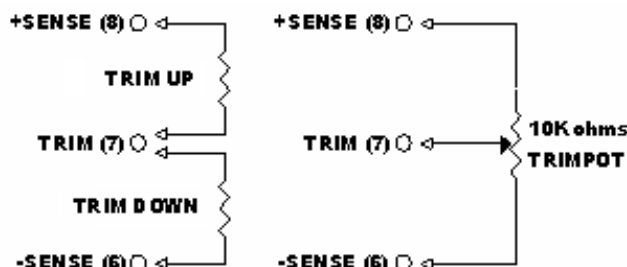 +SENSE (8)
TRIM UP
TRIM (7)
TRIM DOWN
-SENSE (6)
+SENSE (8)
TRIM (7)
10K ohms
TRIMPOT
-SENSE (6)